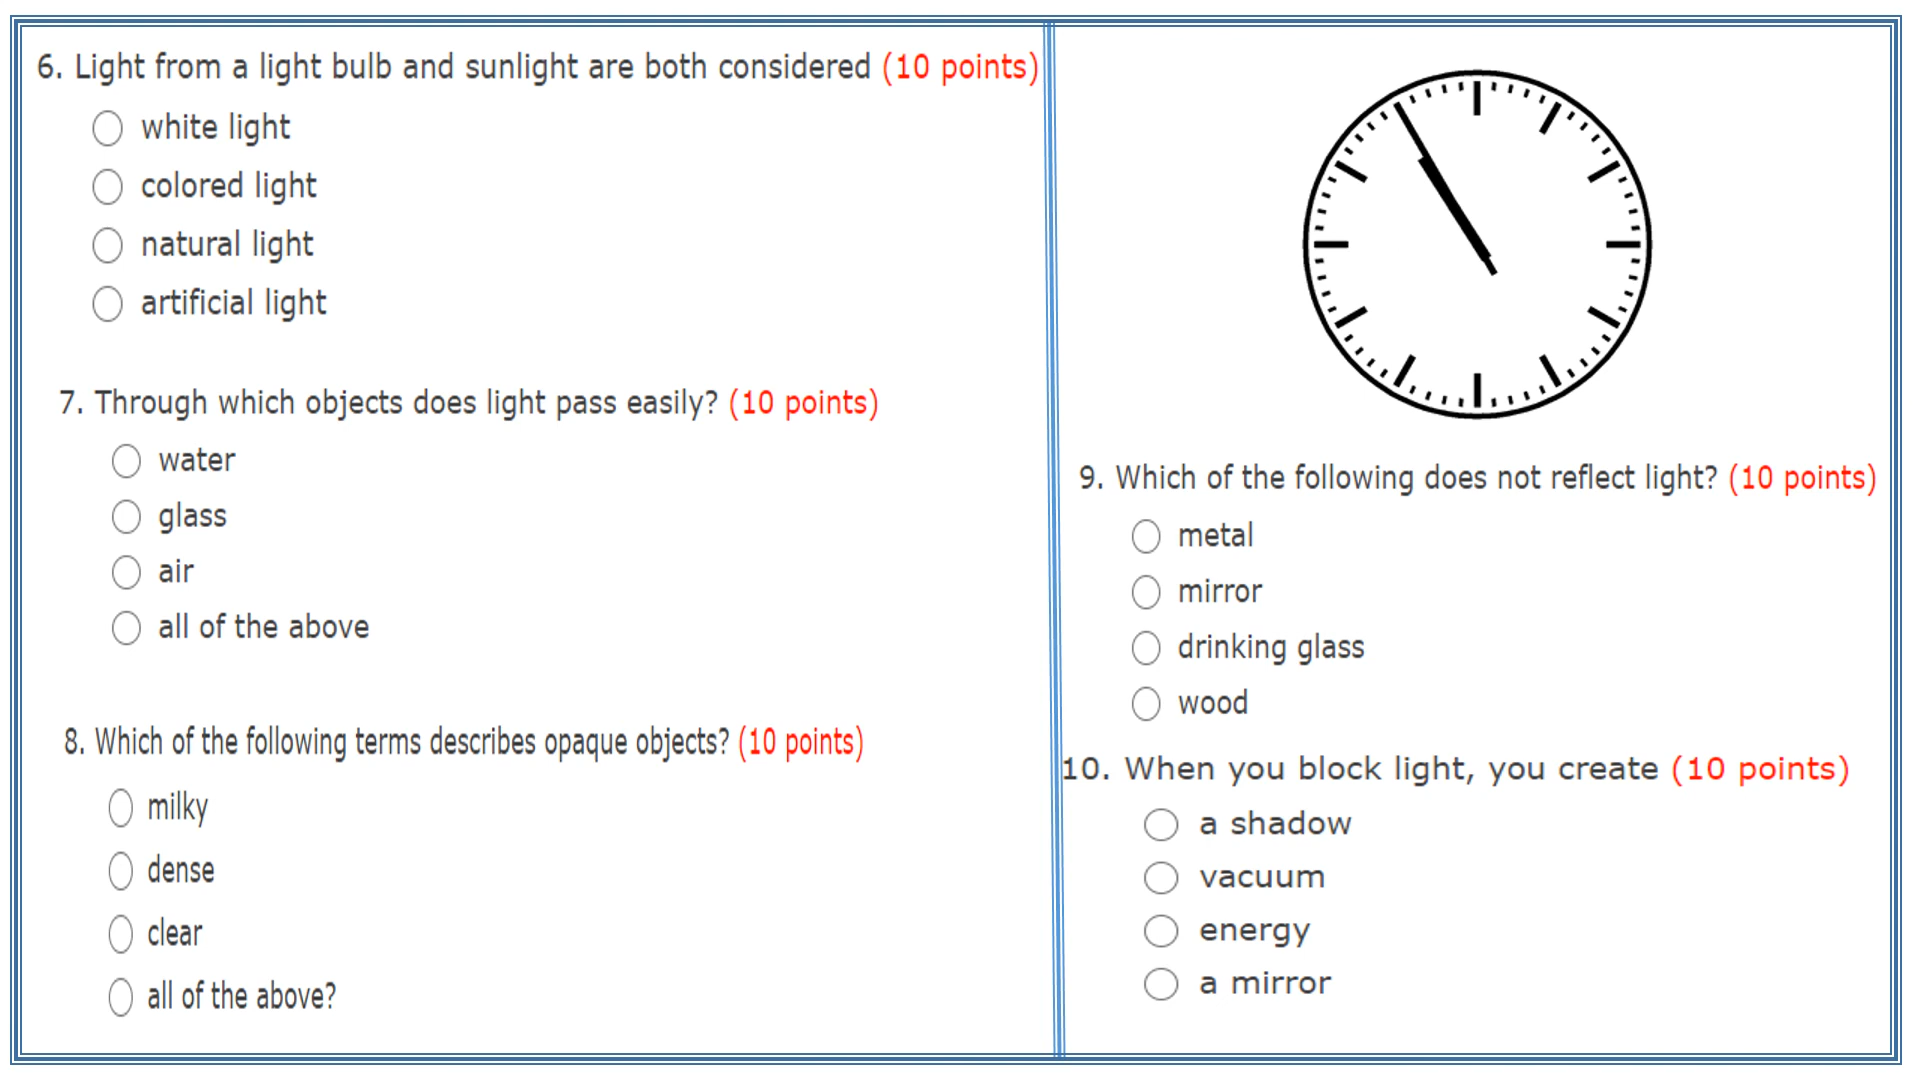 6. Light from a light bulb and sunlight are both considered (10 points)
white light
colored light
natural light
artificial light
7. Through which objects does light pass easily? (10 points)
water
glass
air
all of the above
8. Which of the following terms describes opaque objects? (10 points)
milky
dense
clear
all of the above?
9. Which of the following does not reflect light? (10 points)
metal
mirror
drinking glass
wood
10. When you block light, you create (10 points)
a shadow
vacuum
energy
a mirror